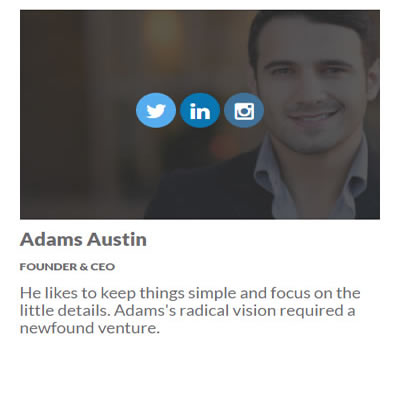 Adams Austin
FOUNDER & CEO
He likes to keep things simple and focus on the
little details. Adams's radical vision required a
newfound venture.